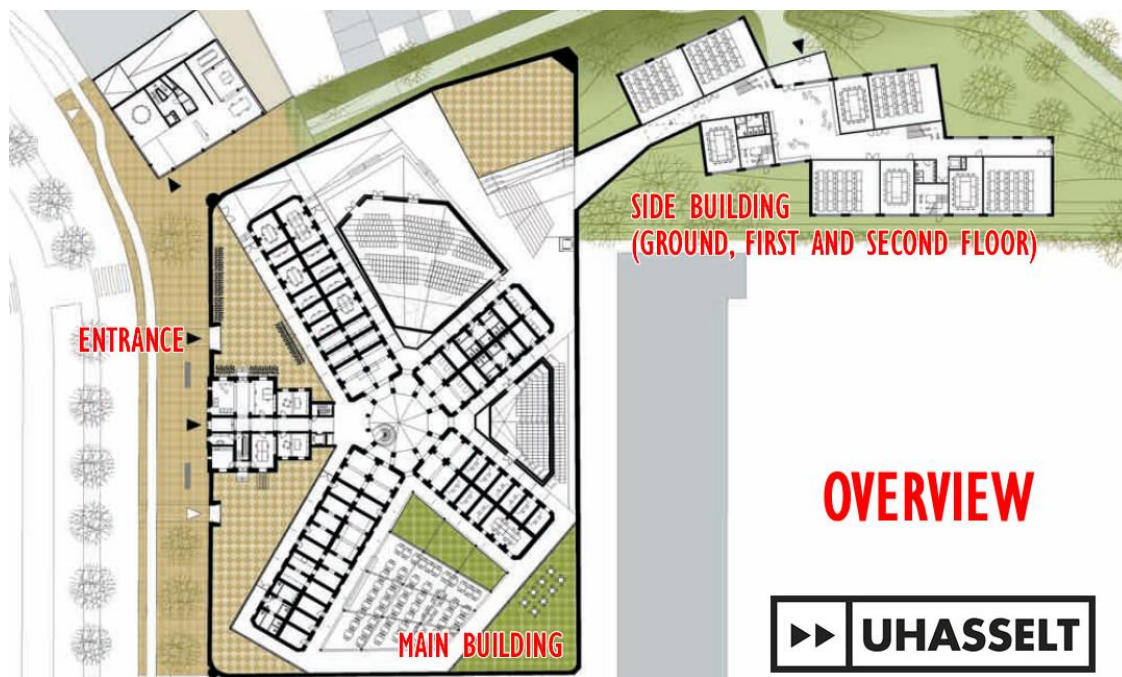 SIDE BUILDING
(GROUND, FIRST AND SECOND FLOOR)
ENTRANCE
OVERVIEW
MAIN BUILDING
UHASSELT